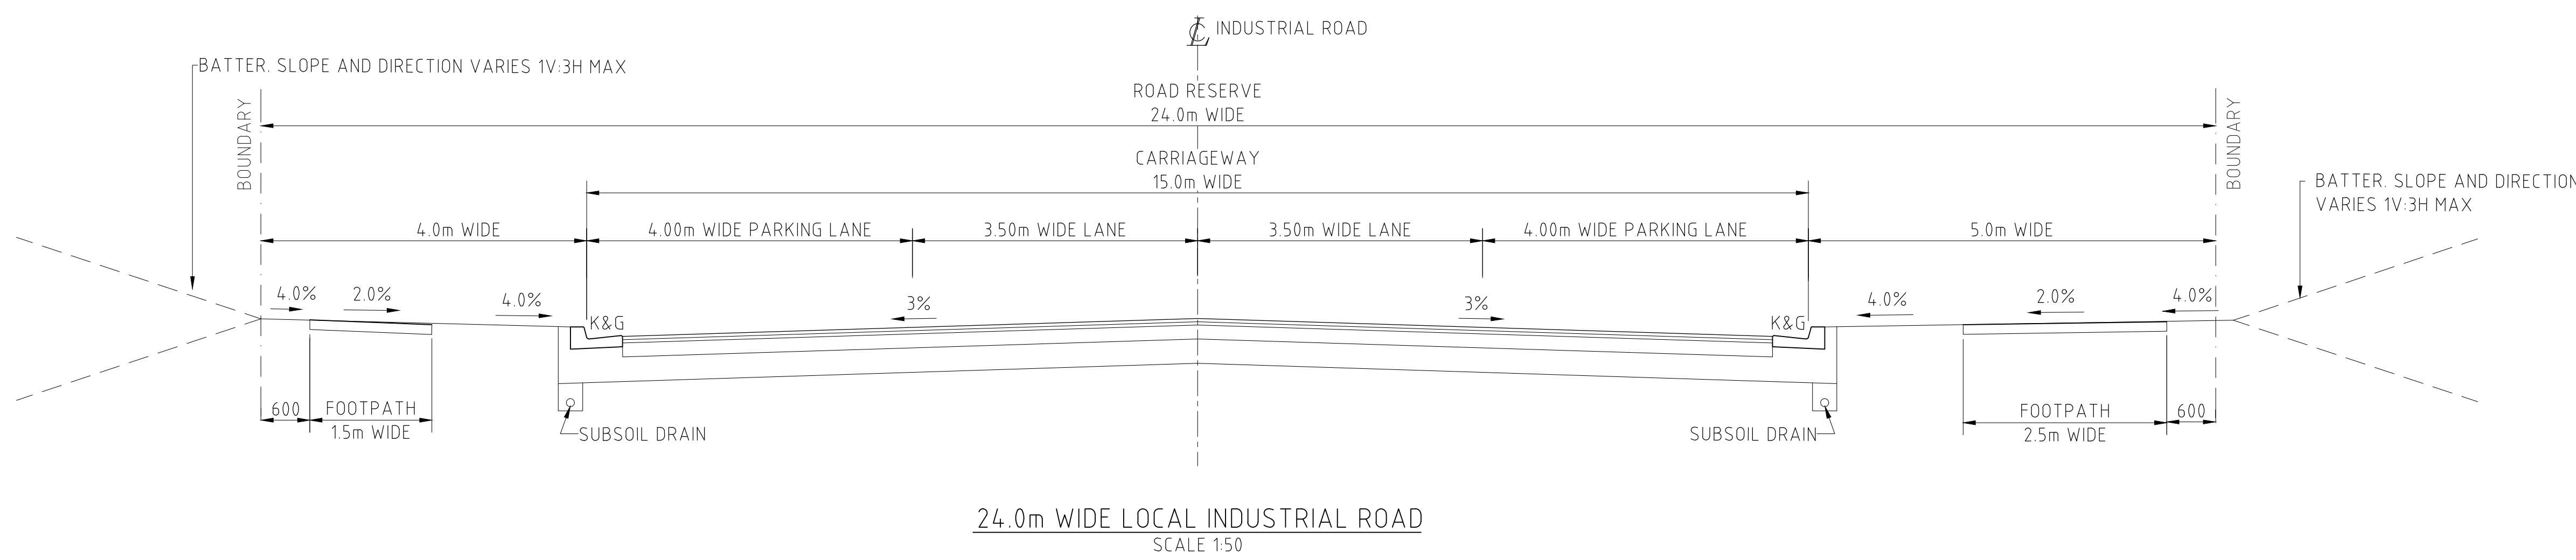 ℄ INDUSTRIAL ROAD
BATTER. SLOPE AND DIRECTION VARIES 1V:3H MAX
ROAD RESERVE
24.0m WIDE
BOUNDARY
BOUNDARY
CARRIAGEWAY
15.0m WIDE
BATTER. SLOPE AND DIRECTION
VARIES 1V:3H MAX
4.0m WIDE
4.00m WIDE PARKING LANE
3.50m WIDE LANE
3.50m WIDE LANE
4.00m WIDE PARKING LANE
5.0m WIDE
4.0%
2.0%
4.0%
3%
3%
4.0%
2.0%
4.0%
K&G
K&G
600
FOOTPATH
1.5m WIDE
SUBSOIL DRAIN
SUBSOIL DRAIN
FOOTPATH
2.5m WIDE
600
24.0m WIDE LOCAL INDUSTRIAL ROAD
SCALE 1:50